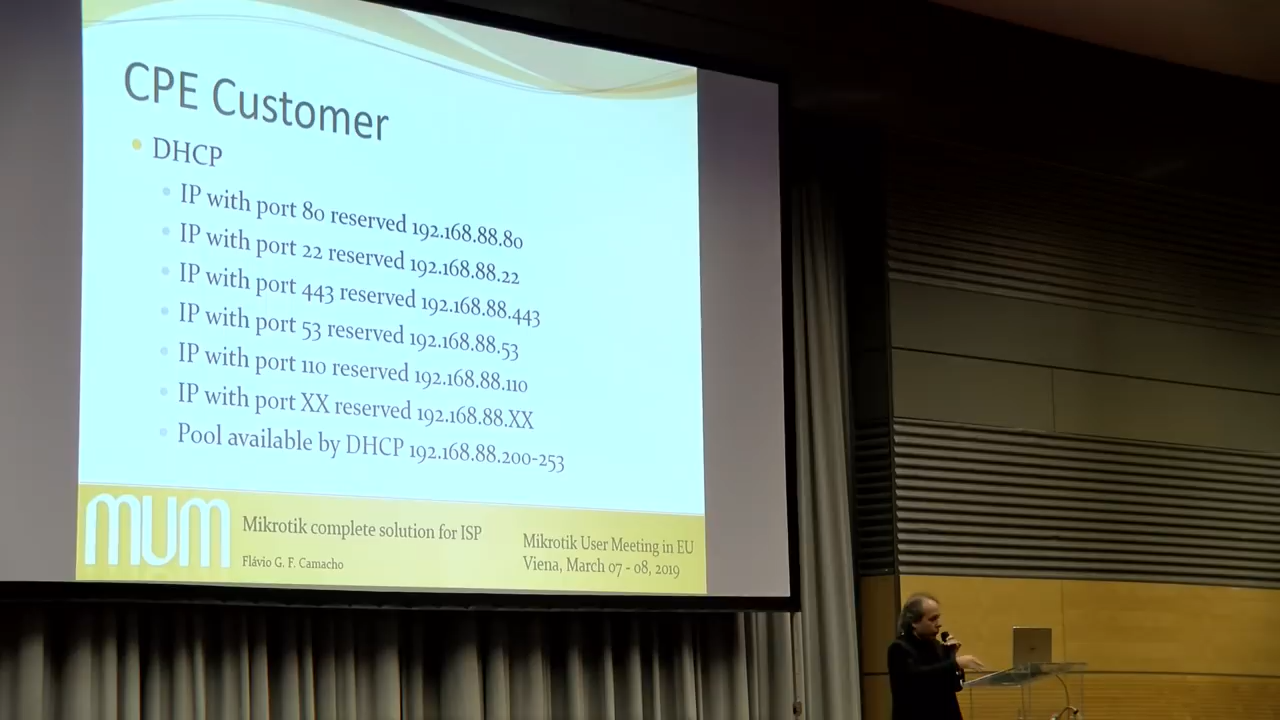 CPE Customer
DHCP
IP with port 80 reserved 192.168.88.80
IP with port 22 reserved 192.168.88.22
IP with port 443 reserved 192.168.88.443
IP with port 53 reserved 192.168.88.53
IP with port 110 reserved 192.168.88.110
IP with port XX reserved 192.168.88.XX
Pool available by DHCP 192.168.88.200-253
MUM
Mikrotik complete solution for ISP
Flávio G. F. Camacho
Mikrotik User Meeting in EU
Viena, March 07 - 08, 2019